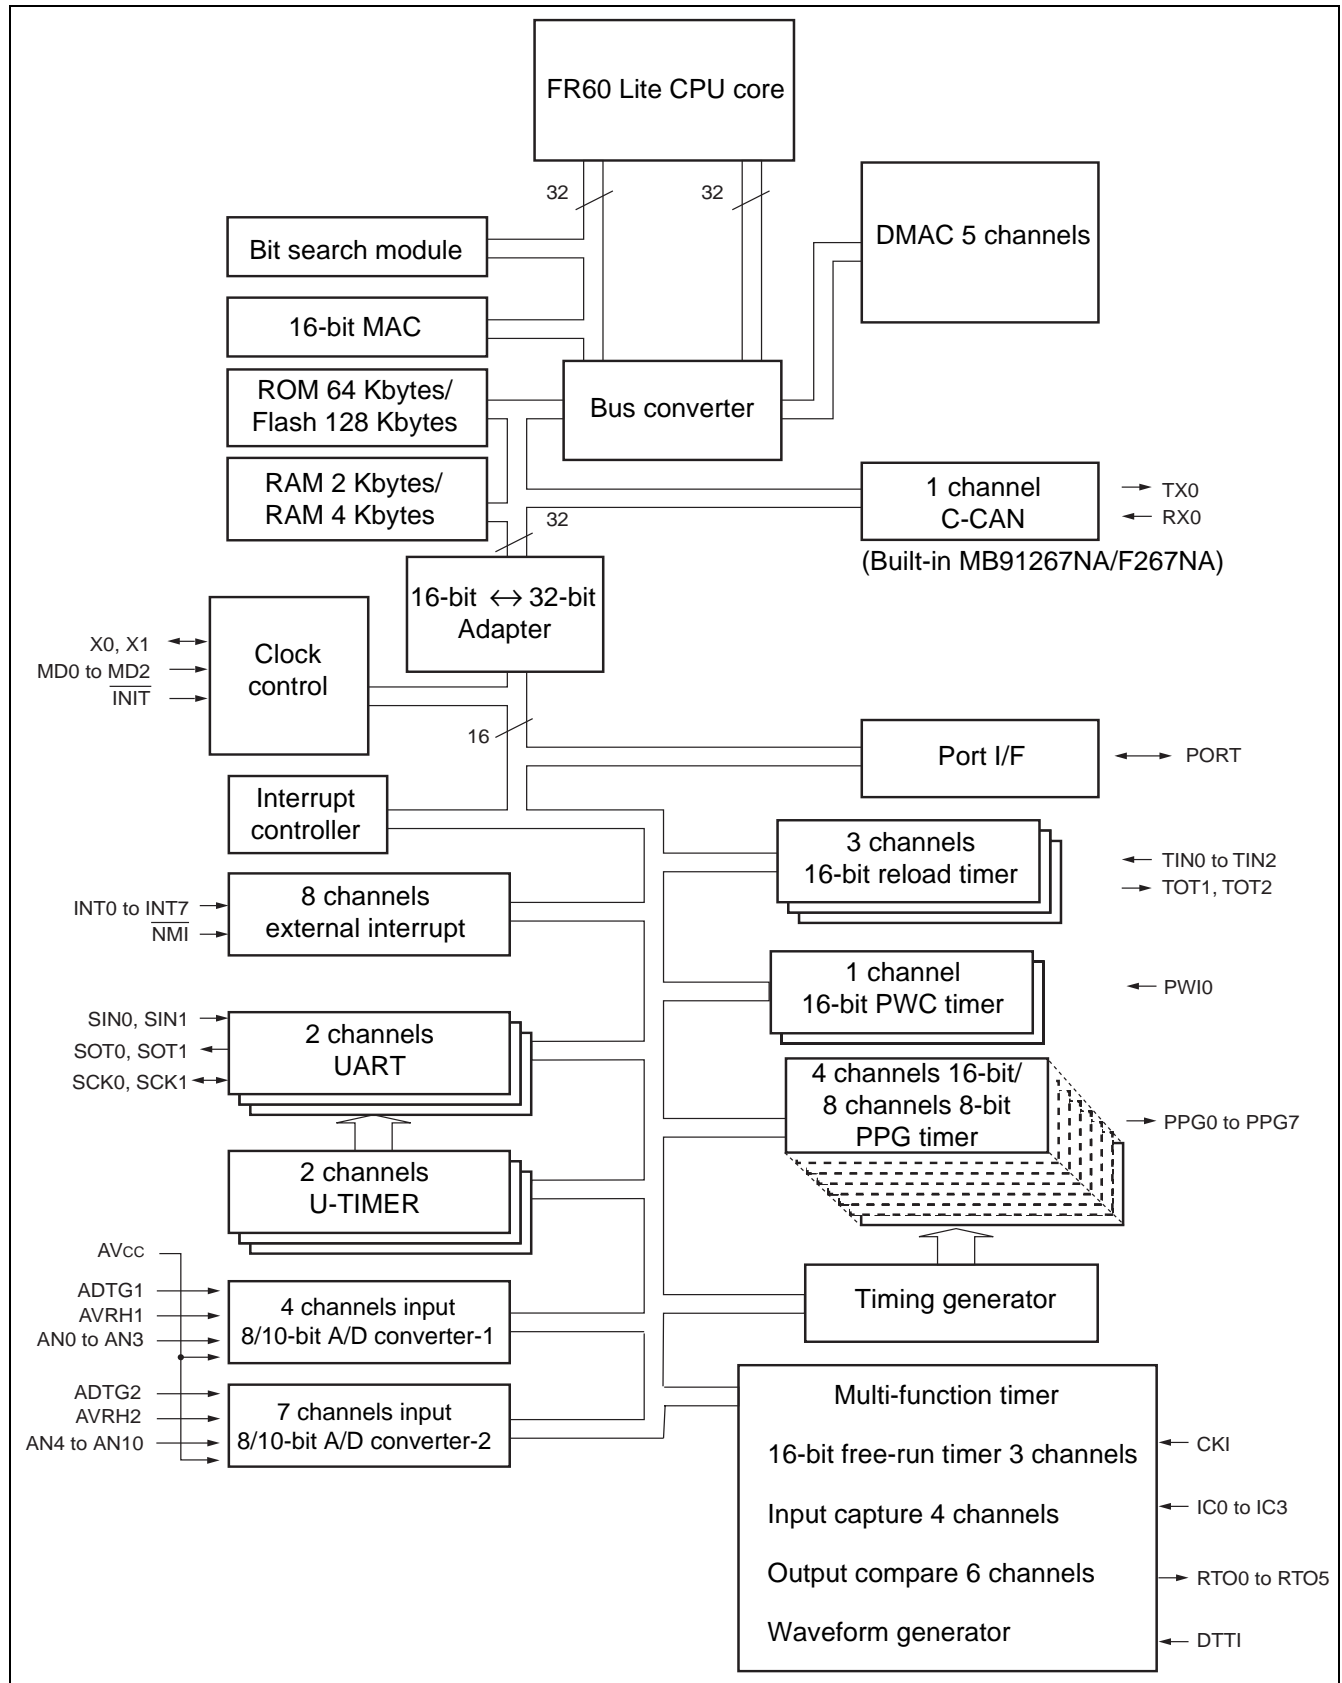 FR60 Lite CPU core
32
32
DMAC 5 channels
Bit search module
16-bit MAC
ROM 64 Kbytes/
Flash 128 Kbytes
Bus converter
RAM 2 Kbytes/
RAM 4 Kbytes
1 channel
C-CAN
TX0
RX0
32
(Built-in MB91267NA/F267NA)
16-bit ↔ 32-bit
Adapter
X0, X1
MD0 to MD2
INIT
Clock
control
16
Port I/F
PORT
Interrupt
controller
3 channels
16-bit reload timer
TIN0 to TIN2
TOT1, TOT2
INT0 to INT7
NMI
8 channels
external interrupt
1 channel
16-bit PWC timer
PWI0
SIN0, SIN1
SOT0, SOT1
SCK0, SCK1
2 channels
UART
4 channels 16-bit/
8 channels 8-bit
PPG timer
PPG0 to PPG7
2 channels
U-TIMER
AVCC
ADTG1
AVRH1
AN0 to AN3
4 channels input
8/10-bit A/D converter-1
Timing generator
ADTG2
AVRH2
AN4 to AN10
7 channels input
8/10-bit A/D converter-2
Multi-function timer
16-bit free-run timer 3 channels
Input capture 4 channels
Output compare 6 channels
Waveform generator
CKI
IC0 to IC3
RTO0 to RTO5
DTTI